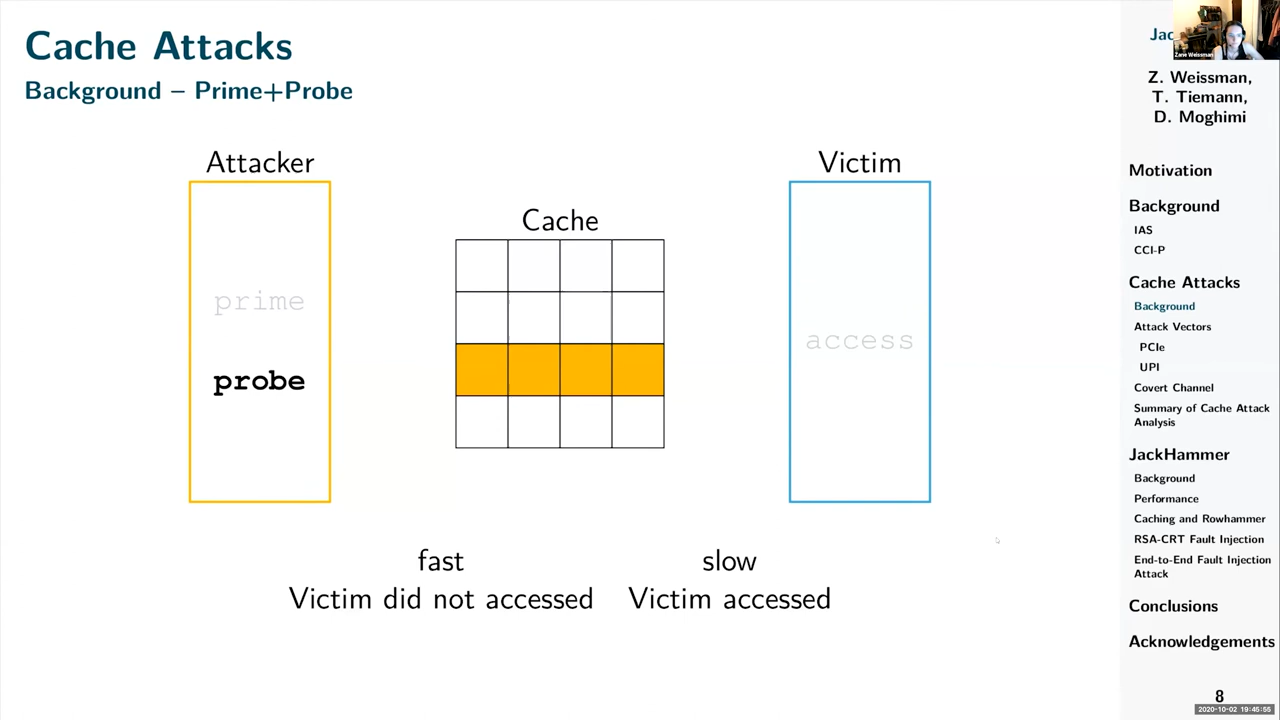 Cache Attacks
Background – Prime+Probe
Attacker
Victim
Cache
prime
access
probe
fast
slow
Victim did not accessed
Victim accessed
Jac
Zane Weissman
Z. Weissman,
T. Tiemann,
D. Moghimi
Motivation
Background
IAS
CCI-P
Cache Attacks
Background
Attack Vectors
PCIe
UPI
Covert Channel
Summary of Cache Attack
Analysis
JackHammer
Background
Performance
Caching and Rowhammer
RSA-CRT Fault Injection
End-to-End Fault Injection
Attack
Conclusions
Acknowledgements
8
2020-10-02 19:45:55